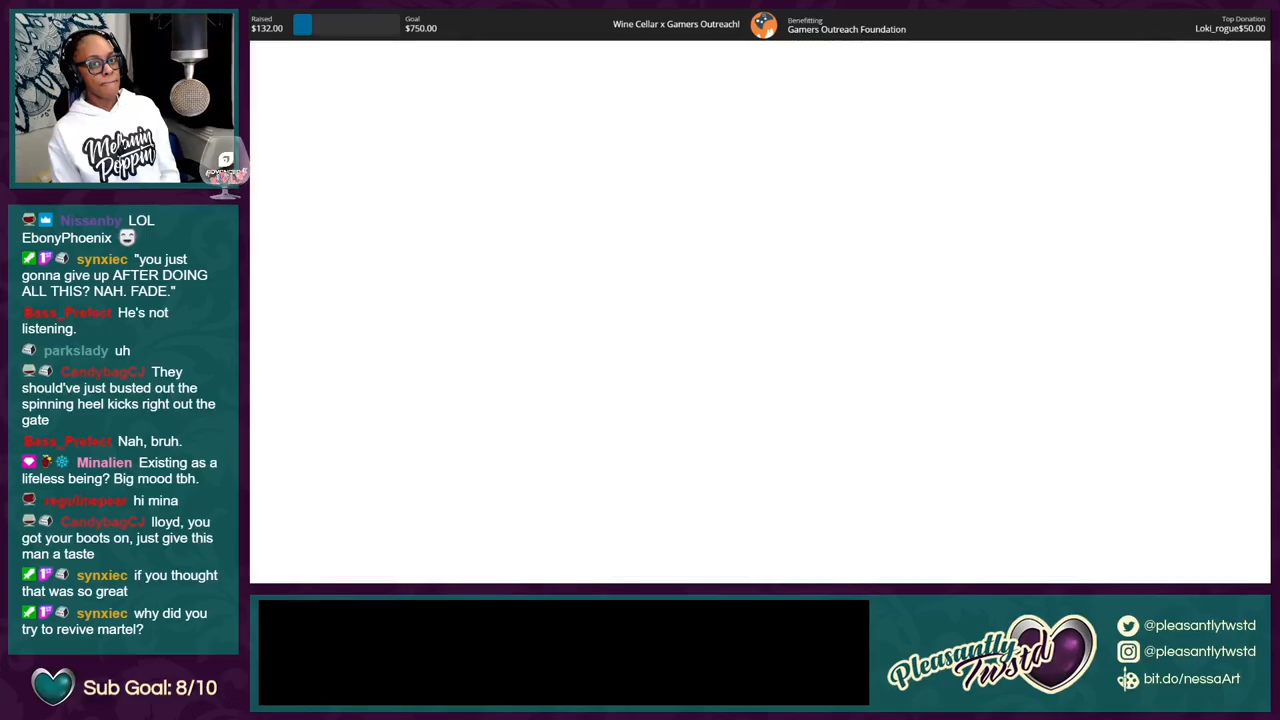 Raised
$132.00
Goal
$750.00
Wine Cellar x Gamers Outreach!
Benefitting
Gamers Outreach Foundation
Top Donation
Loki_rogue$50.00
Melanin
Poppin
Nissanby LOL
EbonyPhoenix
synxiec "you just
gonna give up AFTER DOING
ALL THIS? NAH. FADE."
Bass_Prefect He's not
listening.
parkslady uh
CandybagCJ They
should've just busted out the
spinning heel kicks right out the
gate
Bass_Prefect Nah, bruh.
Minalien Existing as a
lifeless being? Big mood tbh.
hi mina
CandybagCJ lloyd, you
got your boots on, just give this
man a taste
synxiec if you thought
that was so great
synxiec why did you
try to revive martel?
Sub Goal: 8/10
Pleasantly
Twstd
@pleasantlytwstd
@pleasantlytwstd
bit.do/nessaArt